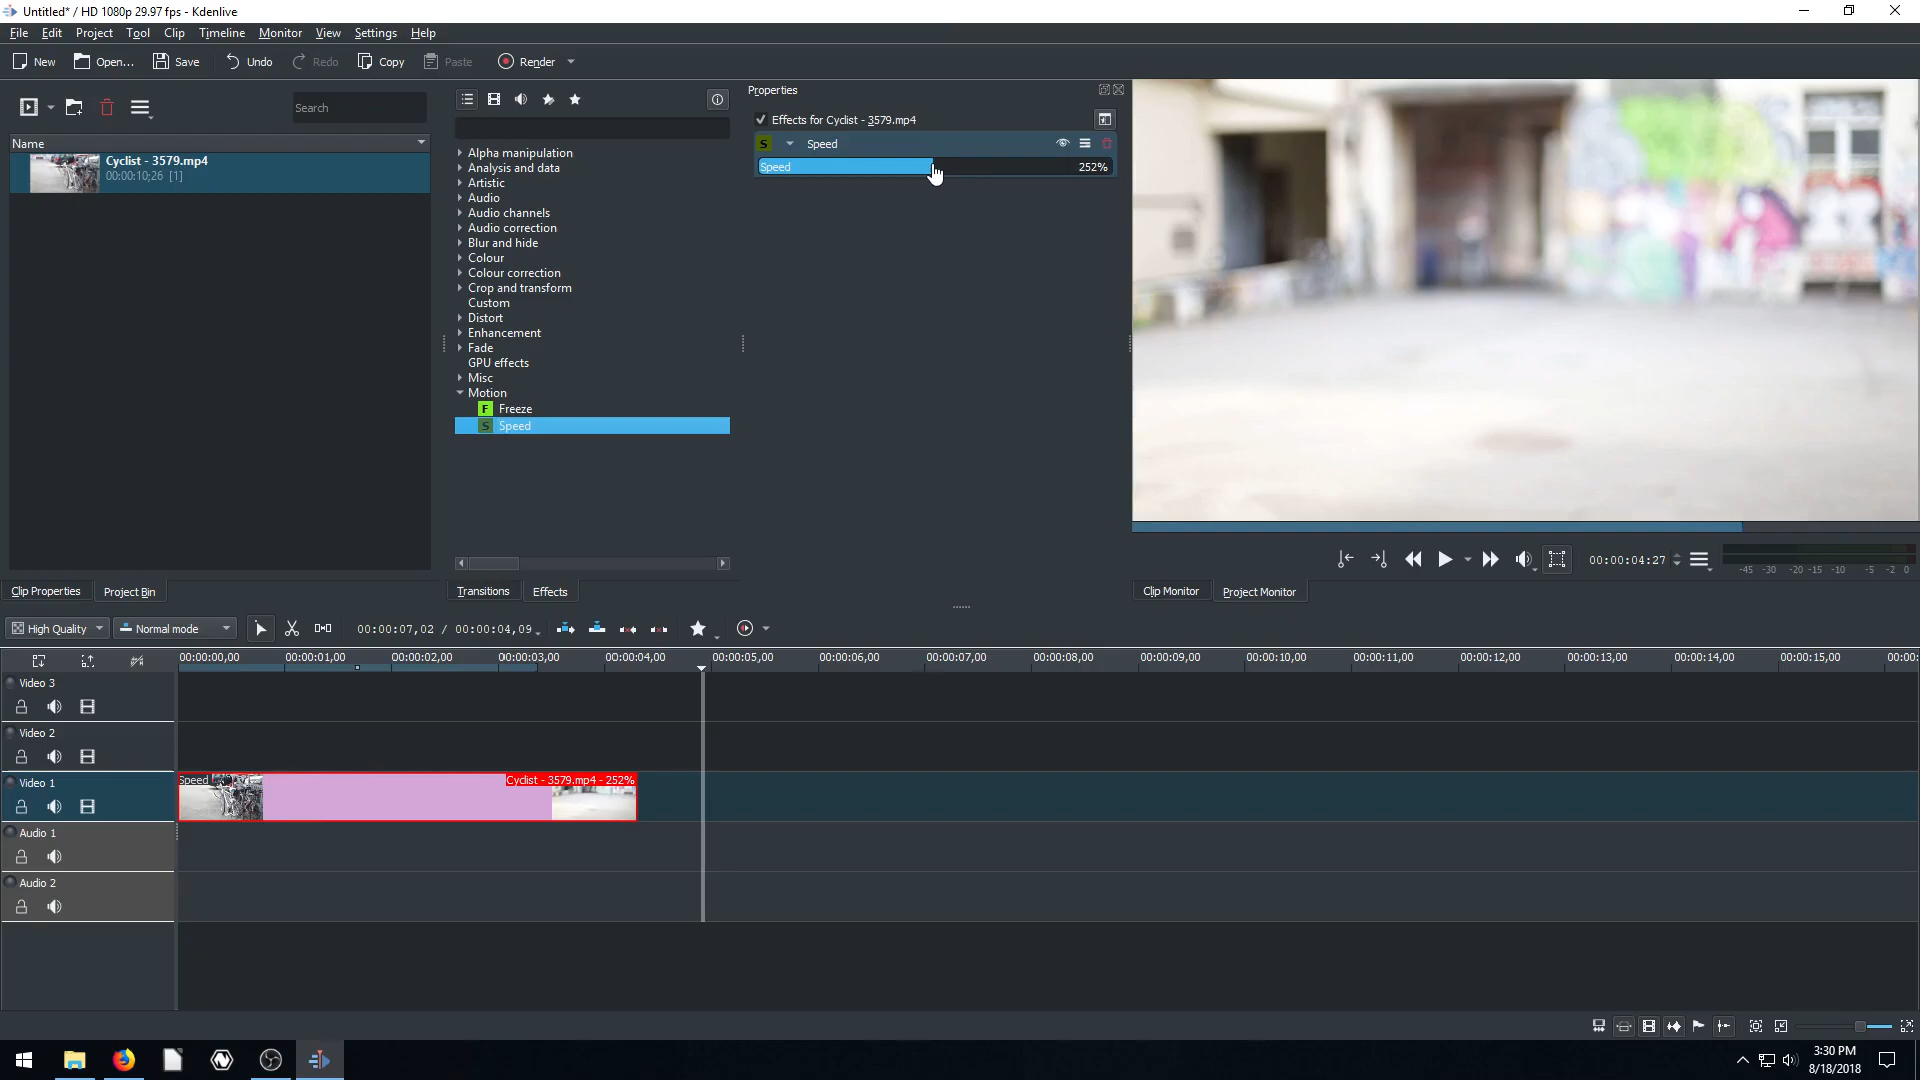 Untitled* / HD 1080p 29.97 fps - Kdenlive
File Edit Project Tool Clip Timeline Monitor View Settings Help
New Open... Save Undo Redo Copy Paste Render
Search
Name
Cyclist - 3579.mp4
00:00:10;26 [1]
Clip Properties Project Bin
Alpha manipulation
Analysis and data
Artistic
Audio
Audio channels
Audio correction
Blur and hide
Colour
Colour correction
Crop and transform
Custom
Distort
Enhancement
Fade
GPU effects
Misc
Motion
F Freeze
S Speed
Transitions Effects
Properties
Effects for Cyclist - 3579.mp4
S Speed
Speed 252%
00:00:04:27
-45 -30 -20 -15 -10 -5 -2 0
Clip Monitor Project Monitor
High Quality Normal mode 00:00:07,02 / 00:00:04,09
00:00:00,00 00:00:01,00 00:00:02,00 00:00:03,00 00:00:04,00 00:00:05,00 00:00:06,00 00:00:07,00 00:00:08,00 00:00:09,00 00:00:10,00 00:00:11,00 00:00:12,00 00:00:13,00 00:00:14,00 00:00:15,00 00:00:
Video 3
Video 2
Video 1
Speed Cyclist - 3579.mp4 - 252%
Audio 1
Audio 2
3:30 PM
8/18/2018